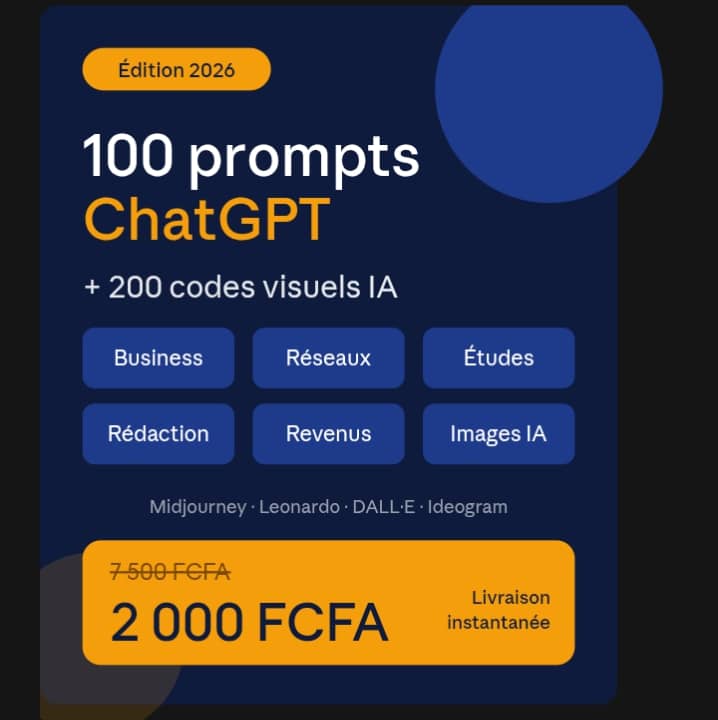 Édition 2026
100 prompts
ChatGPT
+ 200 codes visuels IA
Business
Réseaux
Études
Rédaction
Revenus
Images IA
Midjourney · Leonardo · DALL·E · Ideogram
7 500 FCFA
2 000 FCFA
Livraison
instantanée